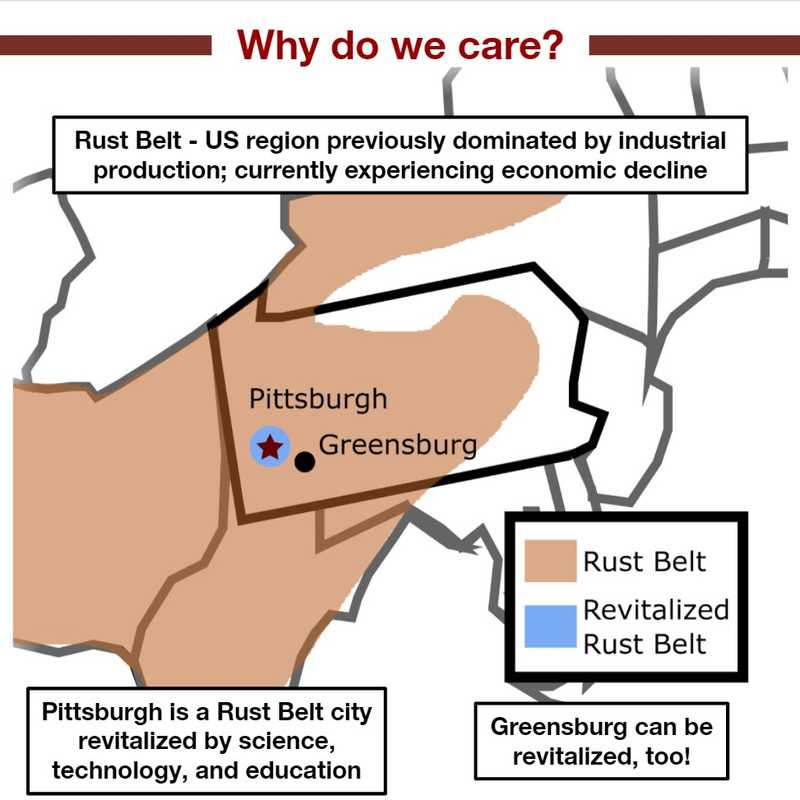 Why do we care?
Rust Belt - US region previously dominated by industrial
production; currently experiencing economic decline
Pittsburgh
Greensburg
Rust Belt
Revitalized
Rust Belt
Pittsburgh is a Rust Belt city
revitalized by science,
technology, and education
Greensburg can be
revitalized, too!